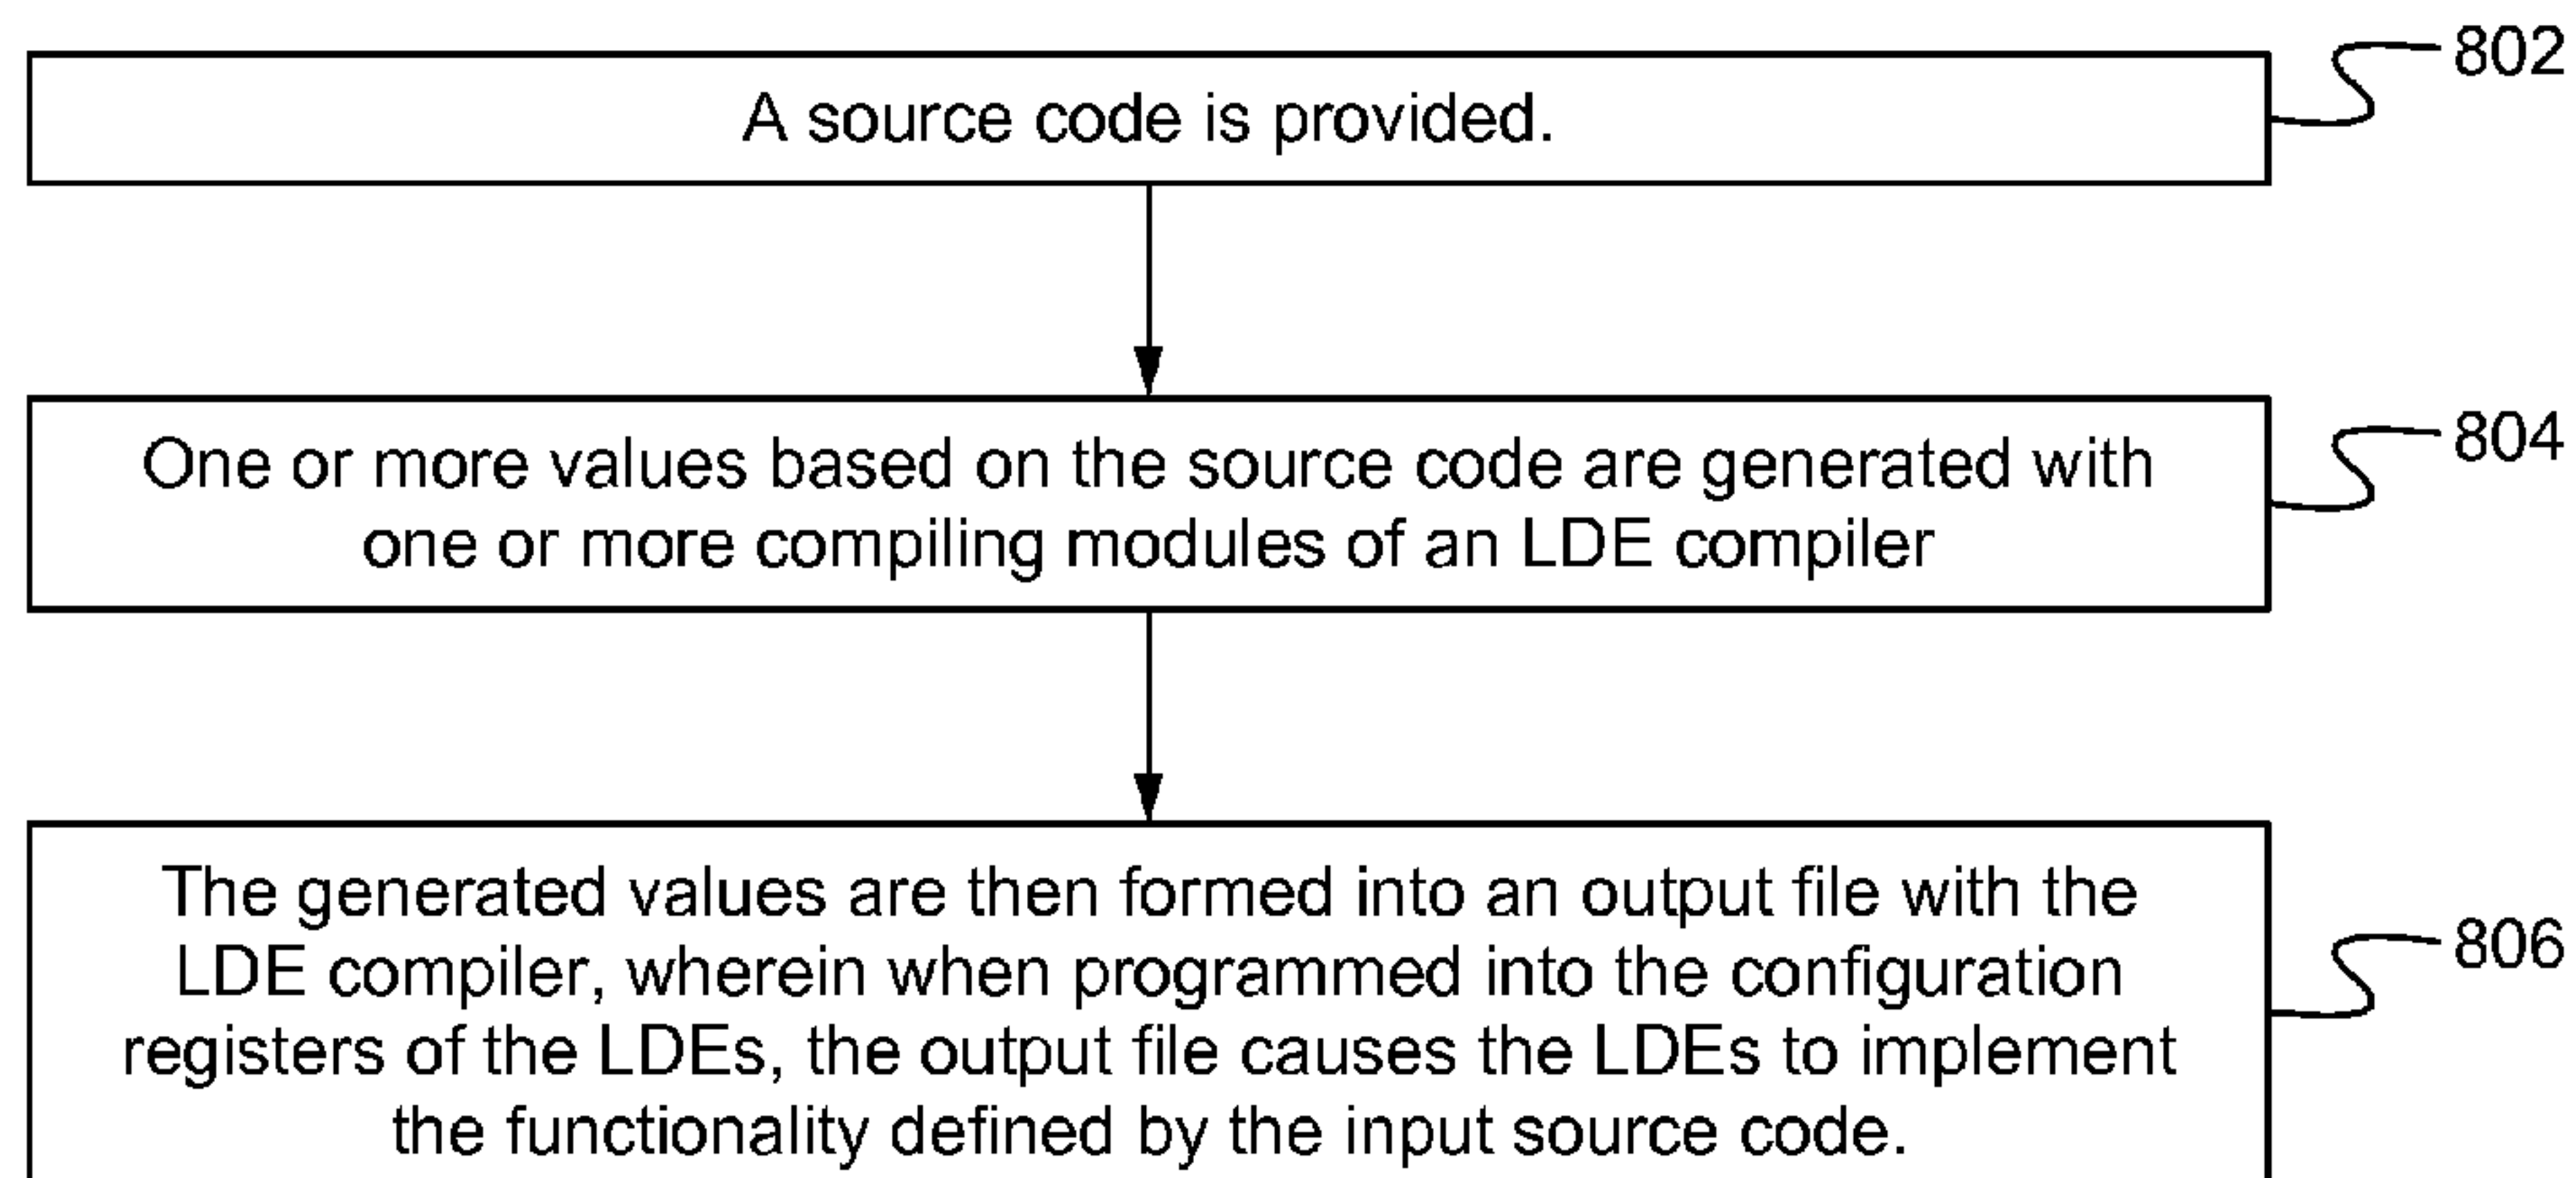 A source code is provided.
802
One or more values based on the source code are generated with
one or more compiling modules of an LDE compiler
804
The generated values are then formed into an output file with the
LDE compiler, wherein when programmed into the configuration
registers of the LDEs, the output file causes the LDEs to implement
the functionality defined by the input source code.
806